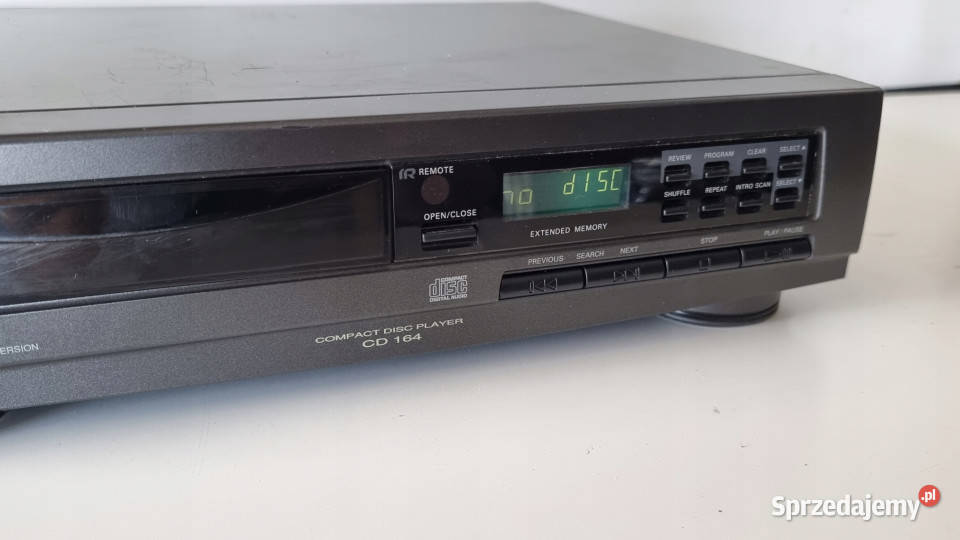 IR REMOTE
OPEN/CLOSE
no dISC
EXTENDED MEMORY
REVIEW PROGRAM CLEAR SELECT ▲
SHUFFLE REPEAT INTRO SCAN SELECT ▼
PREVIOUS SEARCH NEXT STOP PLAY / PAUSE
COMPACT
disc
DIGITAL AUDIO
COMPACT DISC PLAYER
CD 164
ERSION
Sprzedajemy.pl